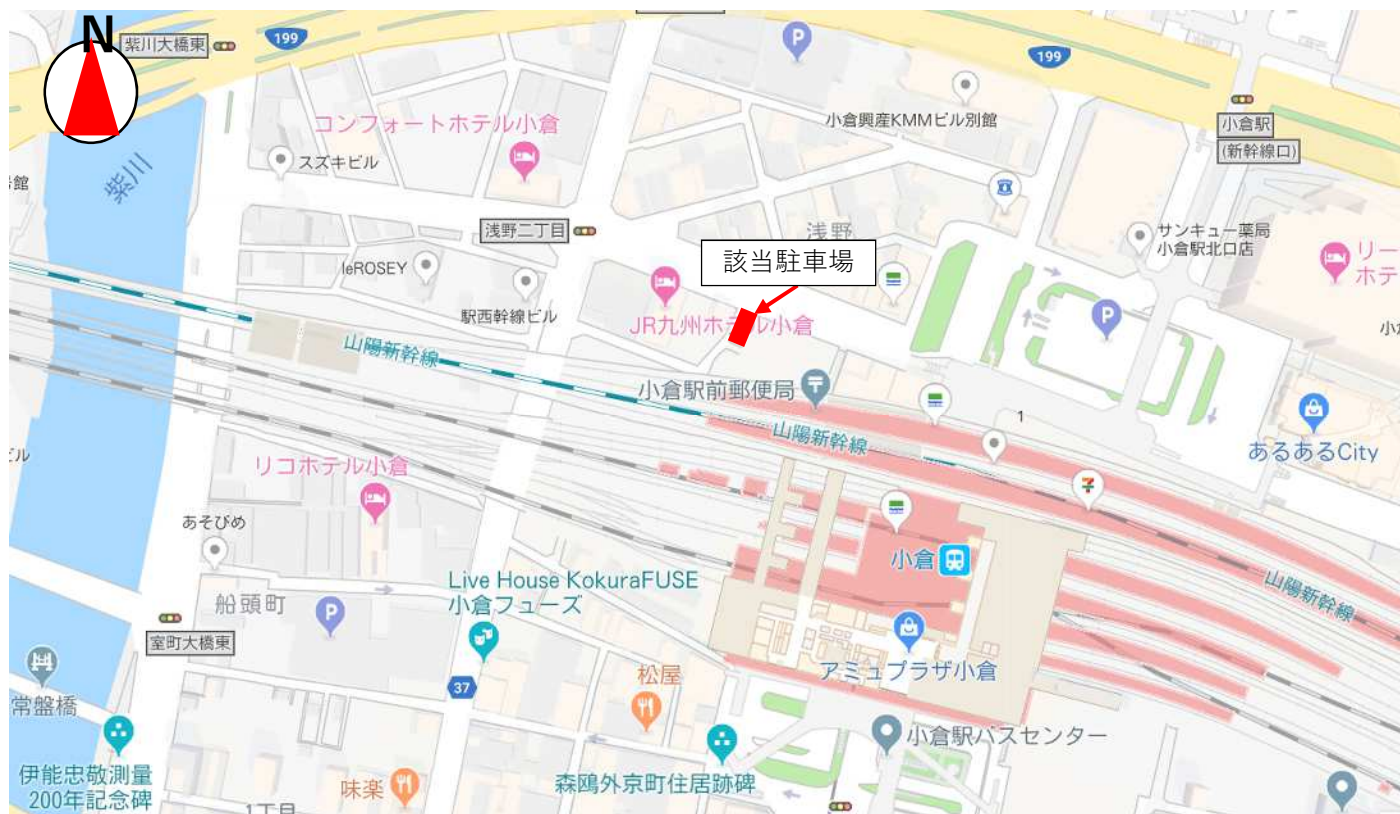 N
紫川大橋東
199
199
紫川
スズキビル
コンフォートホテル小倉
小倉興産KMMビル別館
小倉駅
(新幹線口)
浅野二丁目
浅野
該当駐車場
サンキュー薬局
小倉駅北口店
leROSEY
駅西幹線ビル
JR九州ホテル小倉
山陽新幹線
小倉駅前郵便局
山陽新幹線
1
あるあるCity
リコホテル小倉
あそびめ
小倉
山陽新幹線
Live House KokuraFUSE
小倉フューズ
船頭町
室町大橋東
アミュプラザ小倉
松屋
37
常盤橋
小倉駅バスセンター
伊能忠敬測量
200年記念碑
味楽
森鴎外京町住居跡碑
1丁目